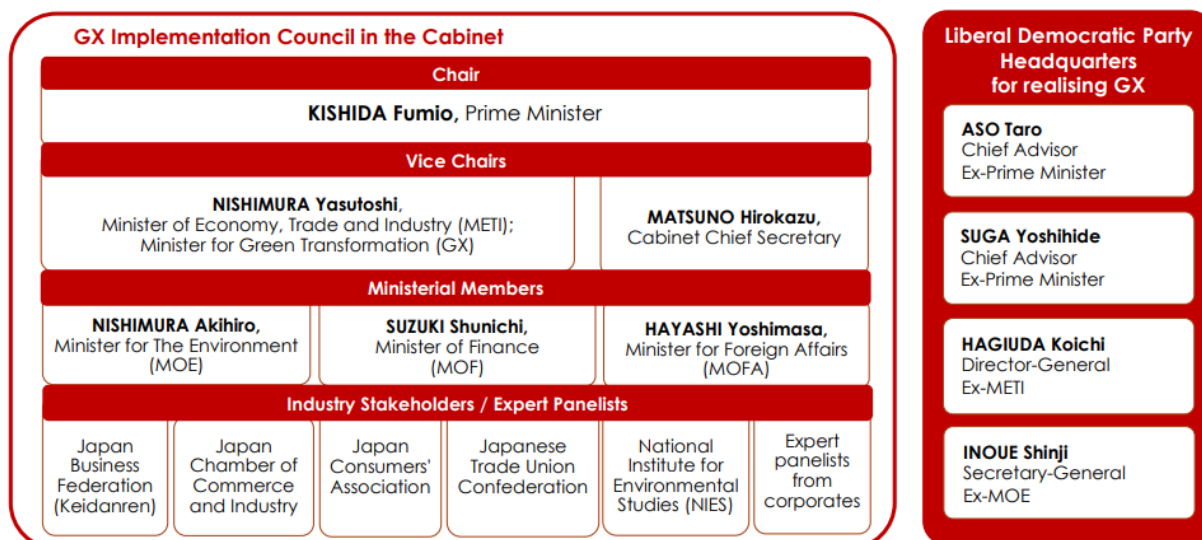 GX Implementation Council in the Cabinet
Chair
KISHIDA Fumio, Prime Minister
Vice Chairs
NISHIMURA Yasutoshi,
Minister of Economy, Trade and Industry (METI);
Minister for Green Transformation (GX)
MATSUNO Hirokazu,
Cabinet Chief Secretary
Ministerial Members
NISHIMURA Akihiro,
Minister for The Environment
(MOE)
SUZUKI Shunichi,
Minister of Finance
(MOF)
HAYASHI Yoshimasa,
Minister for Foreign Affairs
(MOFA)
Industry Stakeholders / Expert Panelists
Japan
Business
Federation
(Keidanren)
Japan
Chamber of
Commerce
and Industry
Japan
Consumers'
Association
Japanese
Trade Union
Confederation
National
Institute for
Environmental
Studies (NIES)
Expert
panelists
from
corporates
Liberal Democratic Party
Headquarters
for realising GX
ASO Taro
Chief Advisor
Ex-Prime Minister
SUGA Yoshihide
Chief Advisor
Ex-Prime Minister
HAGIUDA Koichi
Director-General
Ex-METI
INOUE Shinji
Secretary-General
Ex-MOE